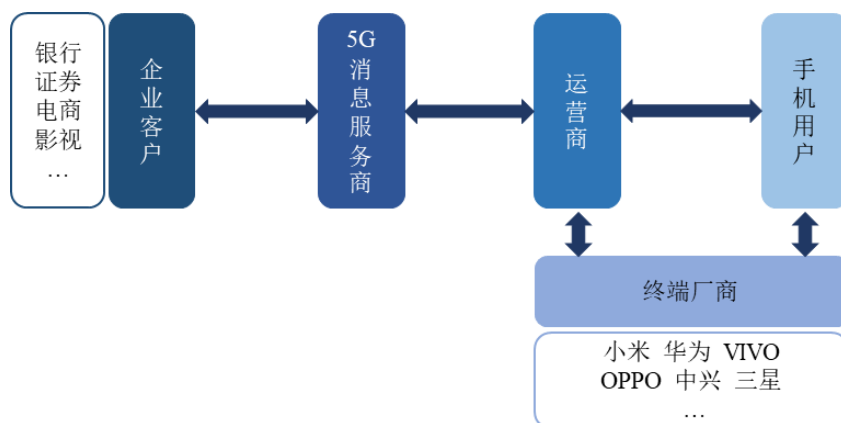 银行
证券
电商
影视
…
企业客户
5G
消息服务商
运营商
手机用户
终端厂商
小米 华为 VIVO
OPPO 中兴 三星
…